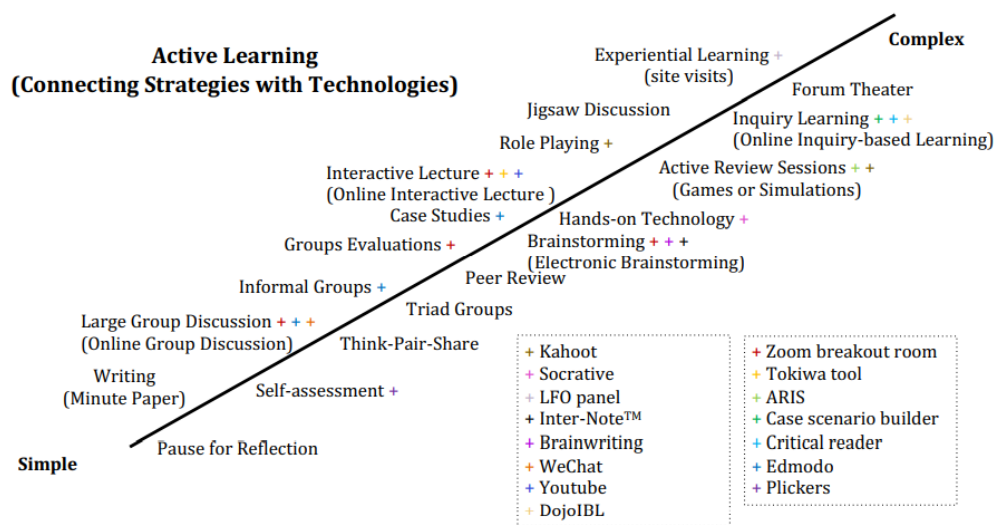 Active Learning
(Connecting Strategies with Technologies)
Complex
Experiential Learning +
(site visits)
Forum Theater
Jigsaw Discussion
Inquiry Learning + + +
(Online Inquiry-based Learning)
Role Playing +
Active Review Sessions + +
(Games or Simulations)
Interactive Lecture + + +
(Online Interactive Lecture )
Case Studies +
Hands-on Technology +
Groups Evaluations +
Brainstorming + + +
(Electronic Brainstorming)
Peer Review
Informal Groups +
Triad Groups
Large Group Discussion + + +
(Online Group Discussion)
Think-Pair-Share
Writing
(Minute Paper)
Self-assessment +
Pause for Reflection
Simple
+ Kahoot
+ Socrative
+ LFO panel
+ Inter-Note™
+ Brainwriting
+ WeChat
+ Youtube
+ DojoIBL
+ Zoom breakout room
+ Tokiwa tool
+ ARIS
+ Case scenario builder
+ Critical reader
+ Edmodo
+ Plickers